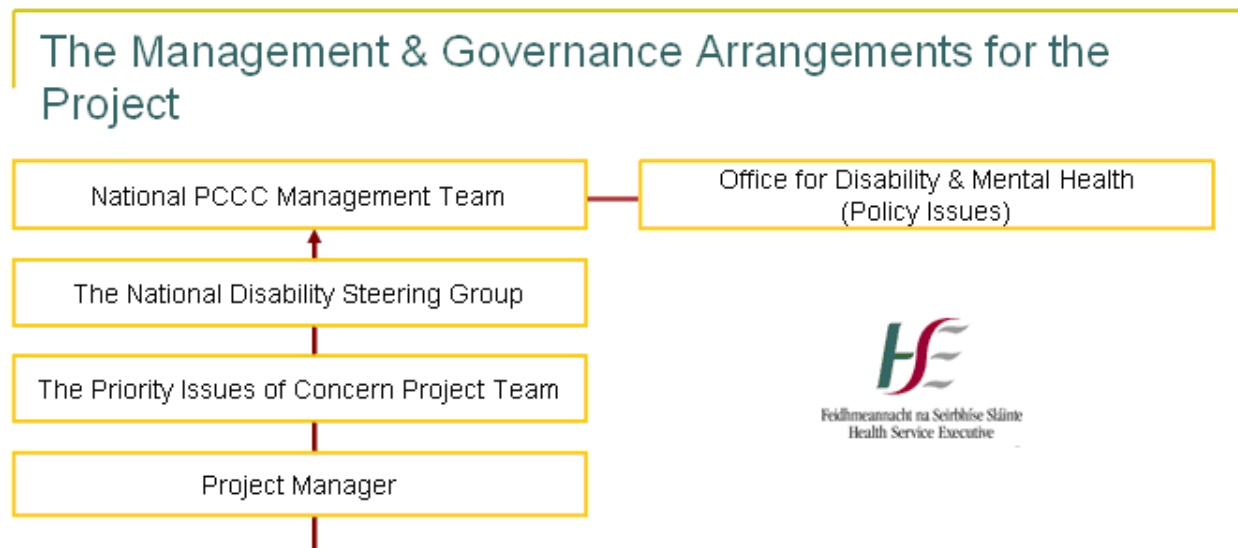 The Management & Governance Arrangements for the
Project
National PCCC Management Team
Office for Disability & Mental Health
(Policy Issues)
The National Disability Steering Group
The Priority Issues of Concern Project Team
Project Manager
HSE
Feidhmeannacht na Seirbhíse Sláinte
Health Service Executive